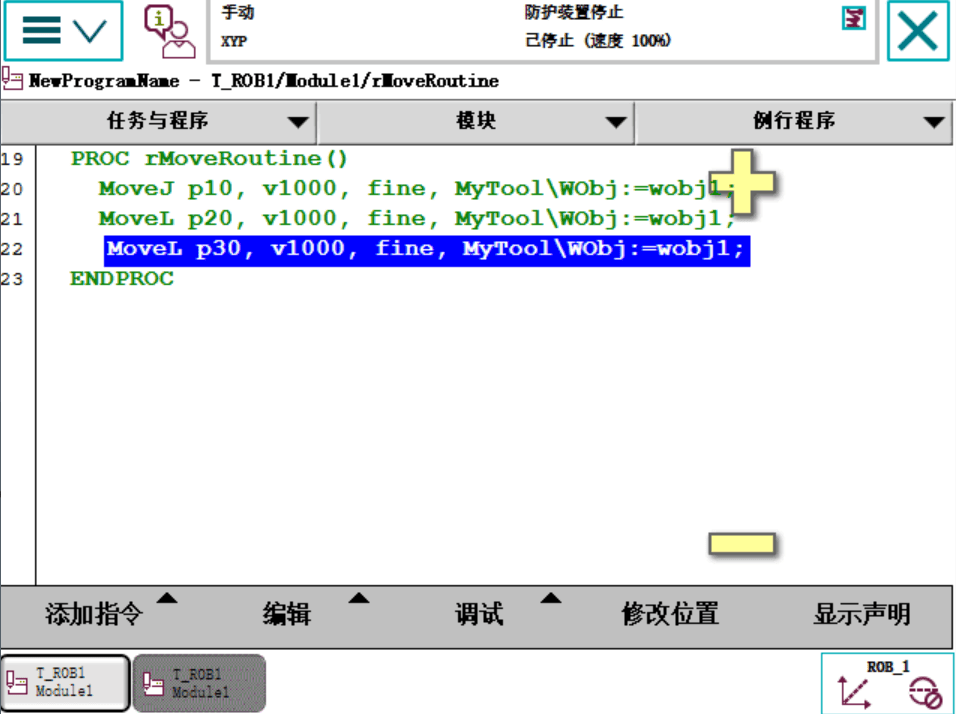 手动
防护装置停止
XYP
己停止 (速度 100%)
NewProgramName - T_ROB1/Module1/rMoveRoutine
任务与程序
模块
例行程序
19 PROC rMoveRoutine()
20 MoveJ p10, v1000, fine, MyTool\WObj:=wobj1;
21 MoveL p20, v1000, fine, MyTool\WObj:=wobj1;
22 MoveL p30, v1000, fine, MyTool\WObj:=wobj1;
23 ENDPROC
添加指令
编辑
调试
修改位置
显示声明
T_ROB1
Module1
T_ROB1
Module1
ROB_1